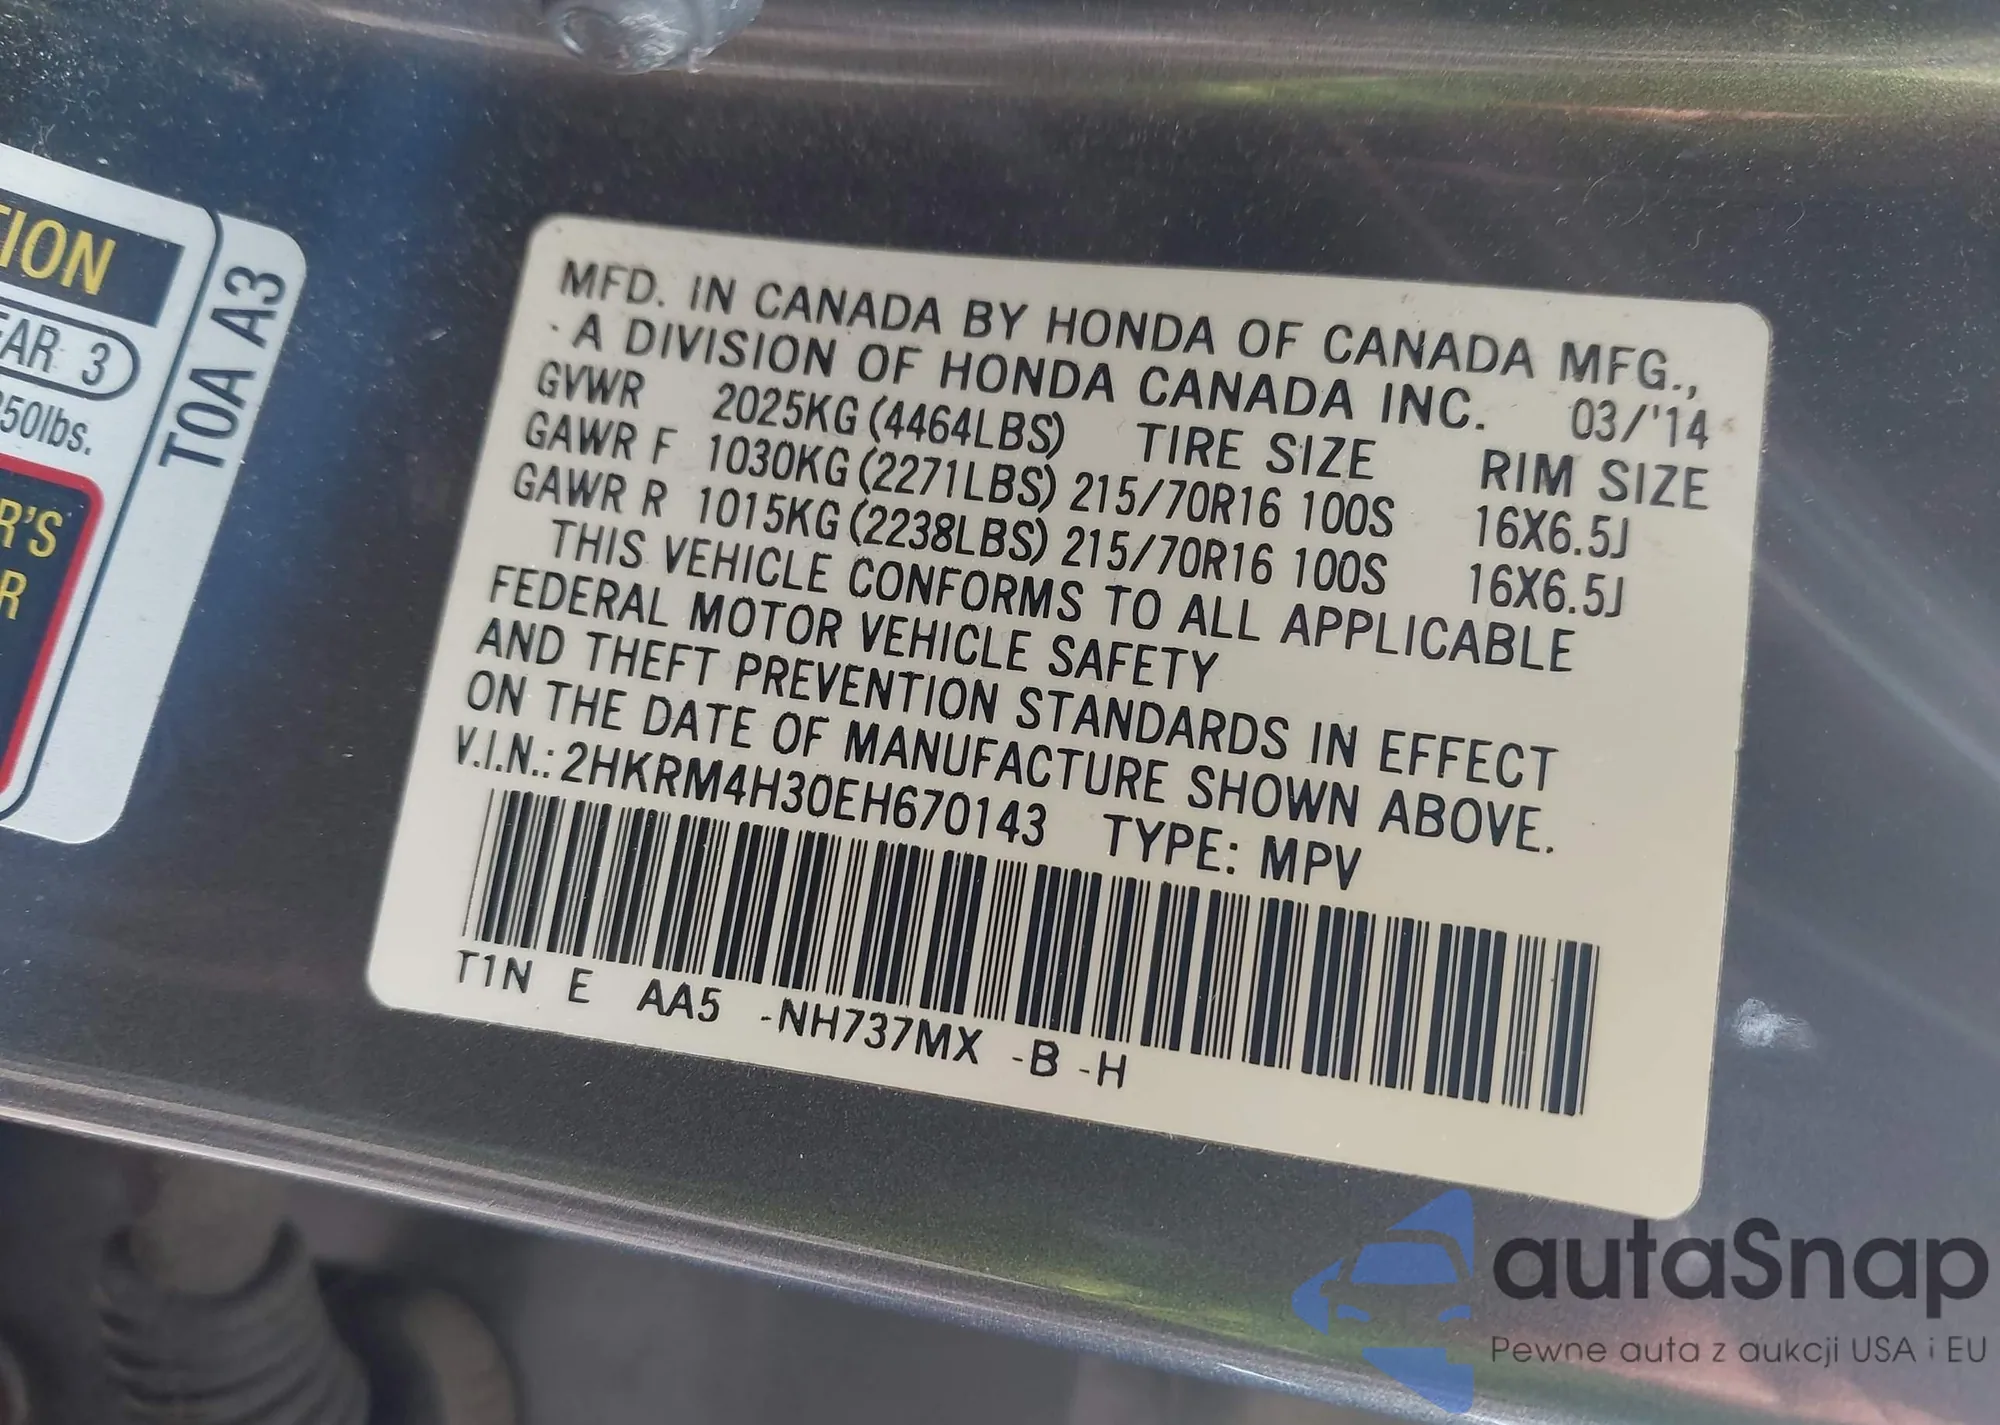 ION
EAR 3
850lbs.
R'S
R
T0A A3
MFD. IN CANADA BY HONDA OF CANADA MFG.,
A DIVISION OF HONDA CANADA INC. 03/'14
GVWR 2025KG (4464LBS) TIRE SIZE RIM SIZE
GAWR F 1030KG (2271LBS) 215/70R16 100S 16X6.5J
GAWR R 1015KG (2238LBS) 215/70R16 100S 16X6.5J
THIS VEHICLE CONFORMS TO ALL APPLICABLE
FEDERAL MOTOR VEHICLE SAFETY
AND THEFT PREVENTION STANDARDS IN EFFECT
ON THE DATE OF MANUFACTURE SHOWN ABOVE.
V.I.N.: 2HKRM4H30EH670143 TYPE: MPV
T1N E AA5 -NH737MX -B -H
autaSnap
Pewne auta z aukcji USA i EU